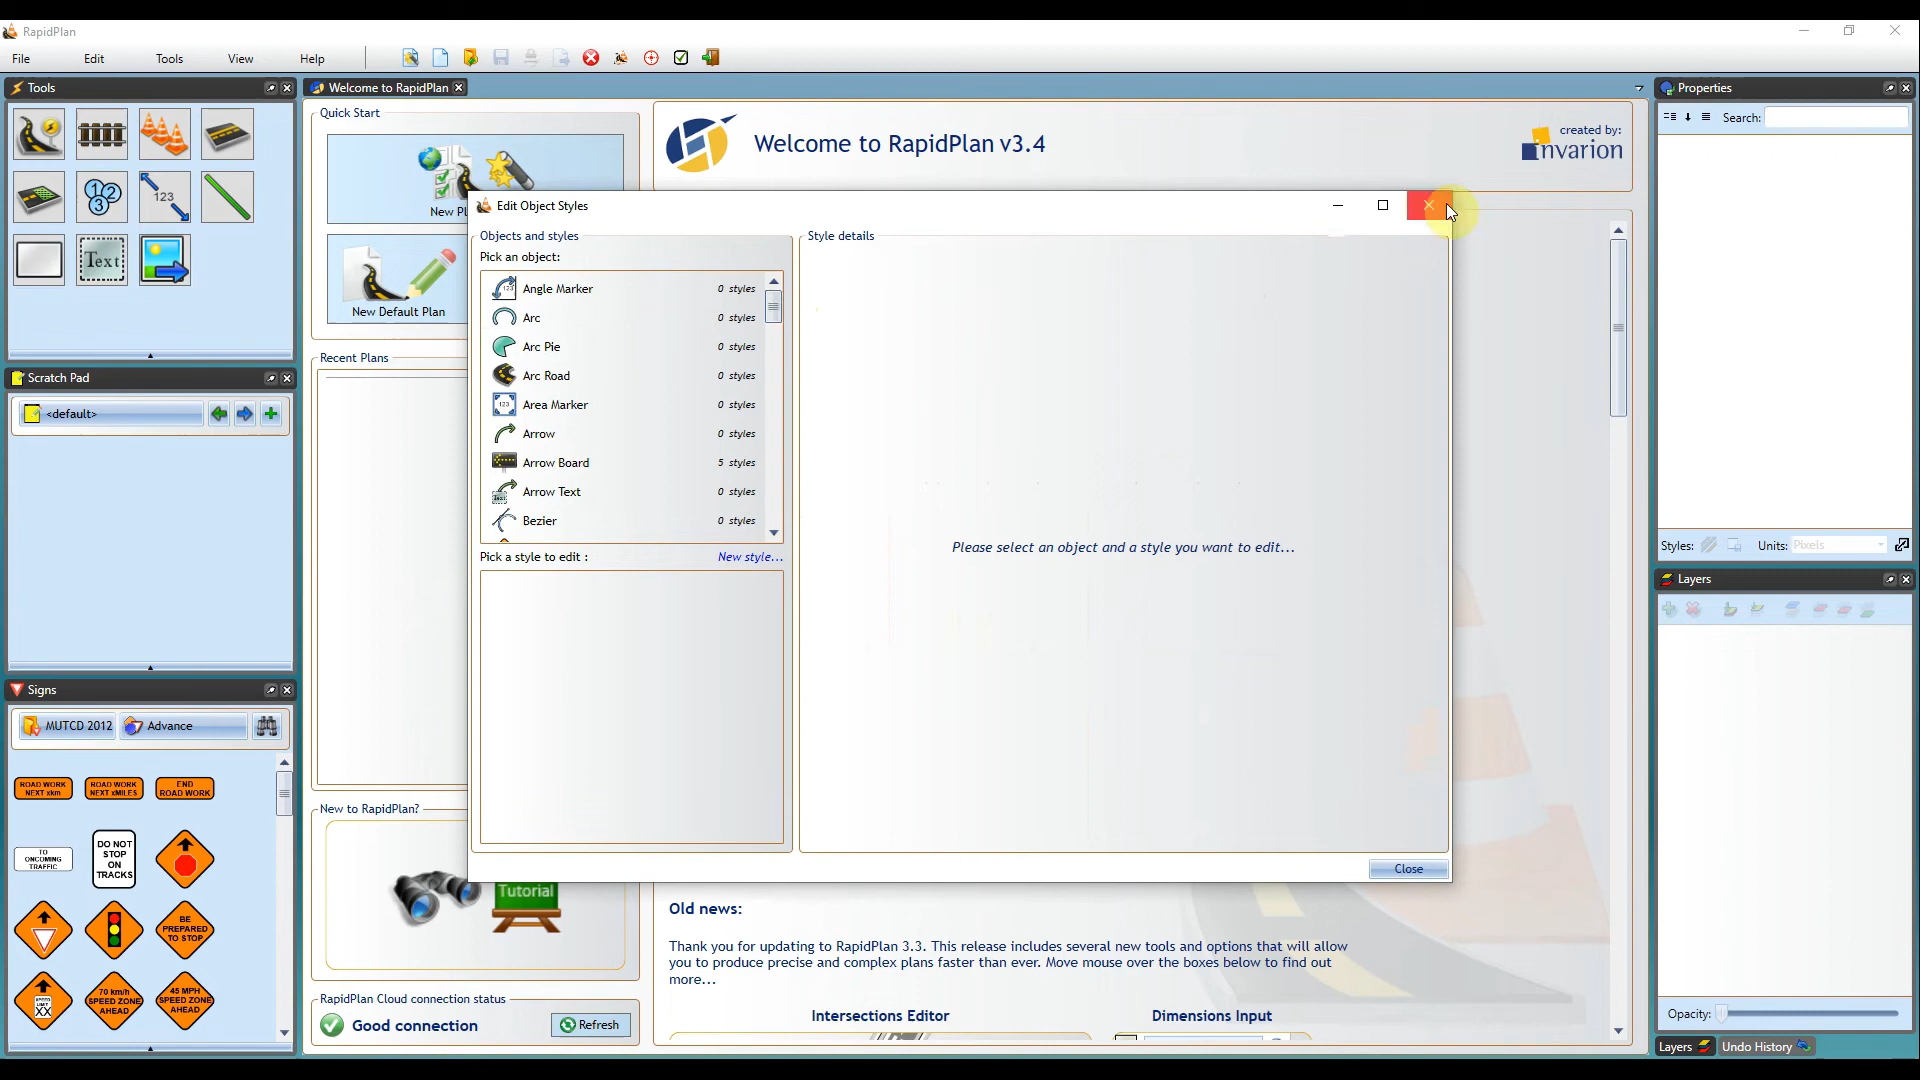 RapidPlan
File Edit Tools View Help
Tools
Welcome to RapidPlan
Properties
Quick Start
Search:
Welcome to RapidPlan v3.4
created by:
invarion
123
123
Text
New Pl
New Default Plan
Edit Object Styles
Objects and styles
Style details
Pick an object:
Angle Marker 0 styles
Arc 0 styles
Arc Pie 0 styles
Arc Road 0 styles
Area Marker 0 styles
Arrow 0 styles
Arrow Board 5 styles
Arrow Text 0 styles
Bezier 0 styles
Pick a style to edit : New style...
Please select an object and a style you want to edit...
Close
Recent Plans
Scratch Pad
<default>
Styles: Units: Pixels
Layers
Signs
MUTCD 2012 Advance
ROAD WORK NEXT xkm
ROAD WORK NEXT xMILES
END ROAD WORK
TO ONCOMING TRAFFIC
DO NOT STOP ON TRACKS
BE PREPARED TO STOP
SPEED LIMIT XX
70 km/h SPEED ZONE AHEAD
45 MPH SPEED ZONE AHEAD
New to RapidPlan?
Tutorial
RapidPlan Cloud connection status
Good connection Refresh
Old news:
Thank you for updating to RapidPlan 3.3. This release includes several new tools and options that will allow
you to produce precise and complex plans faster than ever. Move mouse over the boxes below to find out
more...
Intersections Editor Dimensions Input
Opacity:
Layers Undo History